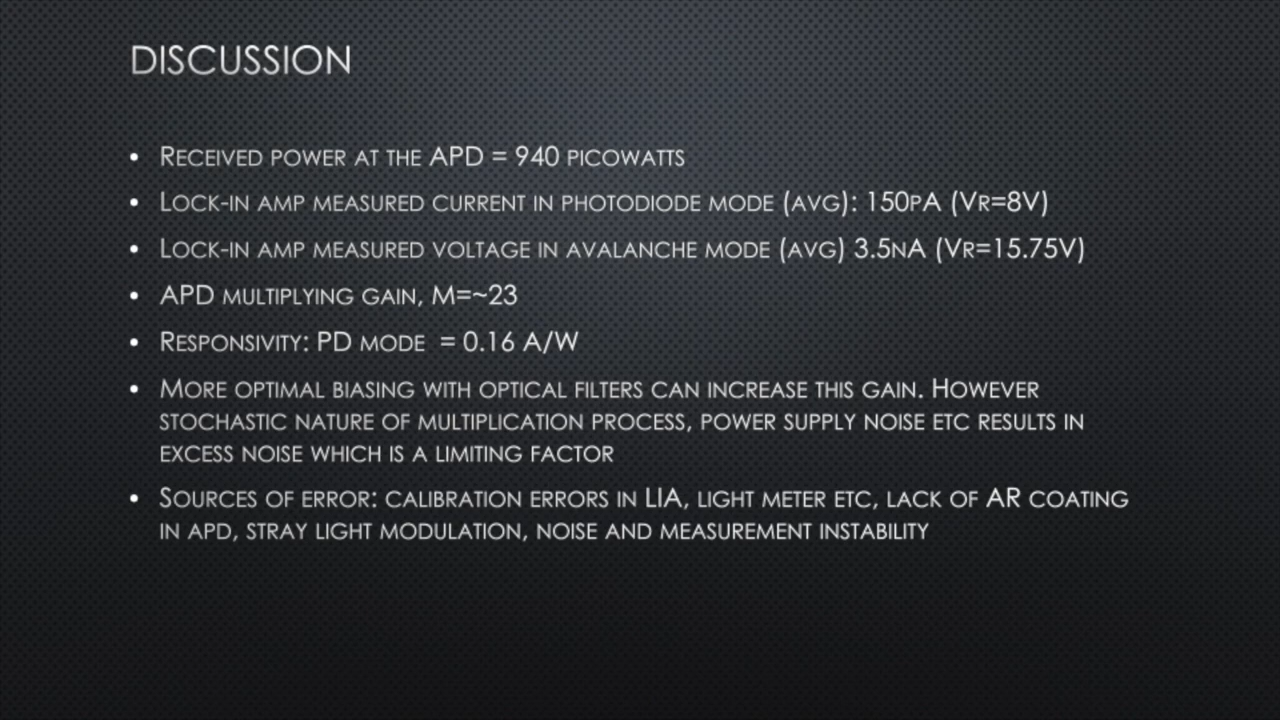 DISCUSSION
• RECEIVED POWER AT THE APD = 940 PICOWATTS
• LOCK-IN AMP MEASURED CURRENT IN PHOTODIODE MODE (AVG): 150PA (VR=8V)
• LOCK-IN AMP MEASURED VOLTAGE IN AVALANCHE MODE (AVG) 3.5NA (VR=15.75V)
• APD MULTIPLYING GAIN, M=~23
• RESPONSIVITY: PD MODE = 0.16 A/W
• MORE OPTIMAL BIASING WITH OPTICAL FILTERS CAN INCREASE THIS GAIN. HOWEVER
STOCHASTIC NATURE OF MULTIPLICATION PROCESS, POWER SUPPLY NOISE ETC RESULTS IN
EXCESS NOISE WHICH IS A LIMITING FACTOR
• SOURCES OF ERROR: CALIBRATION ERRORS IN LIA, LIGHT METER ETC, LACK OF AR COATING
IN APD, STRAY LIGHT MODULATION, NOISE AND MEASUREMENT INSTABILITY